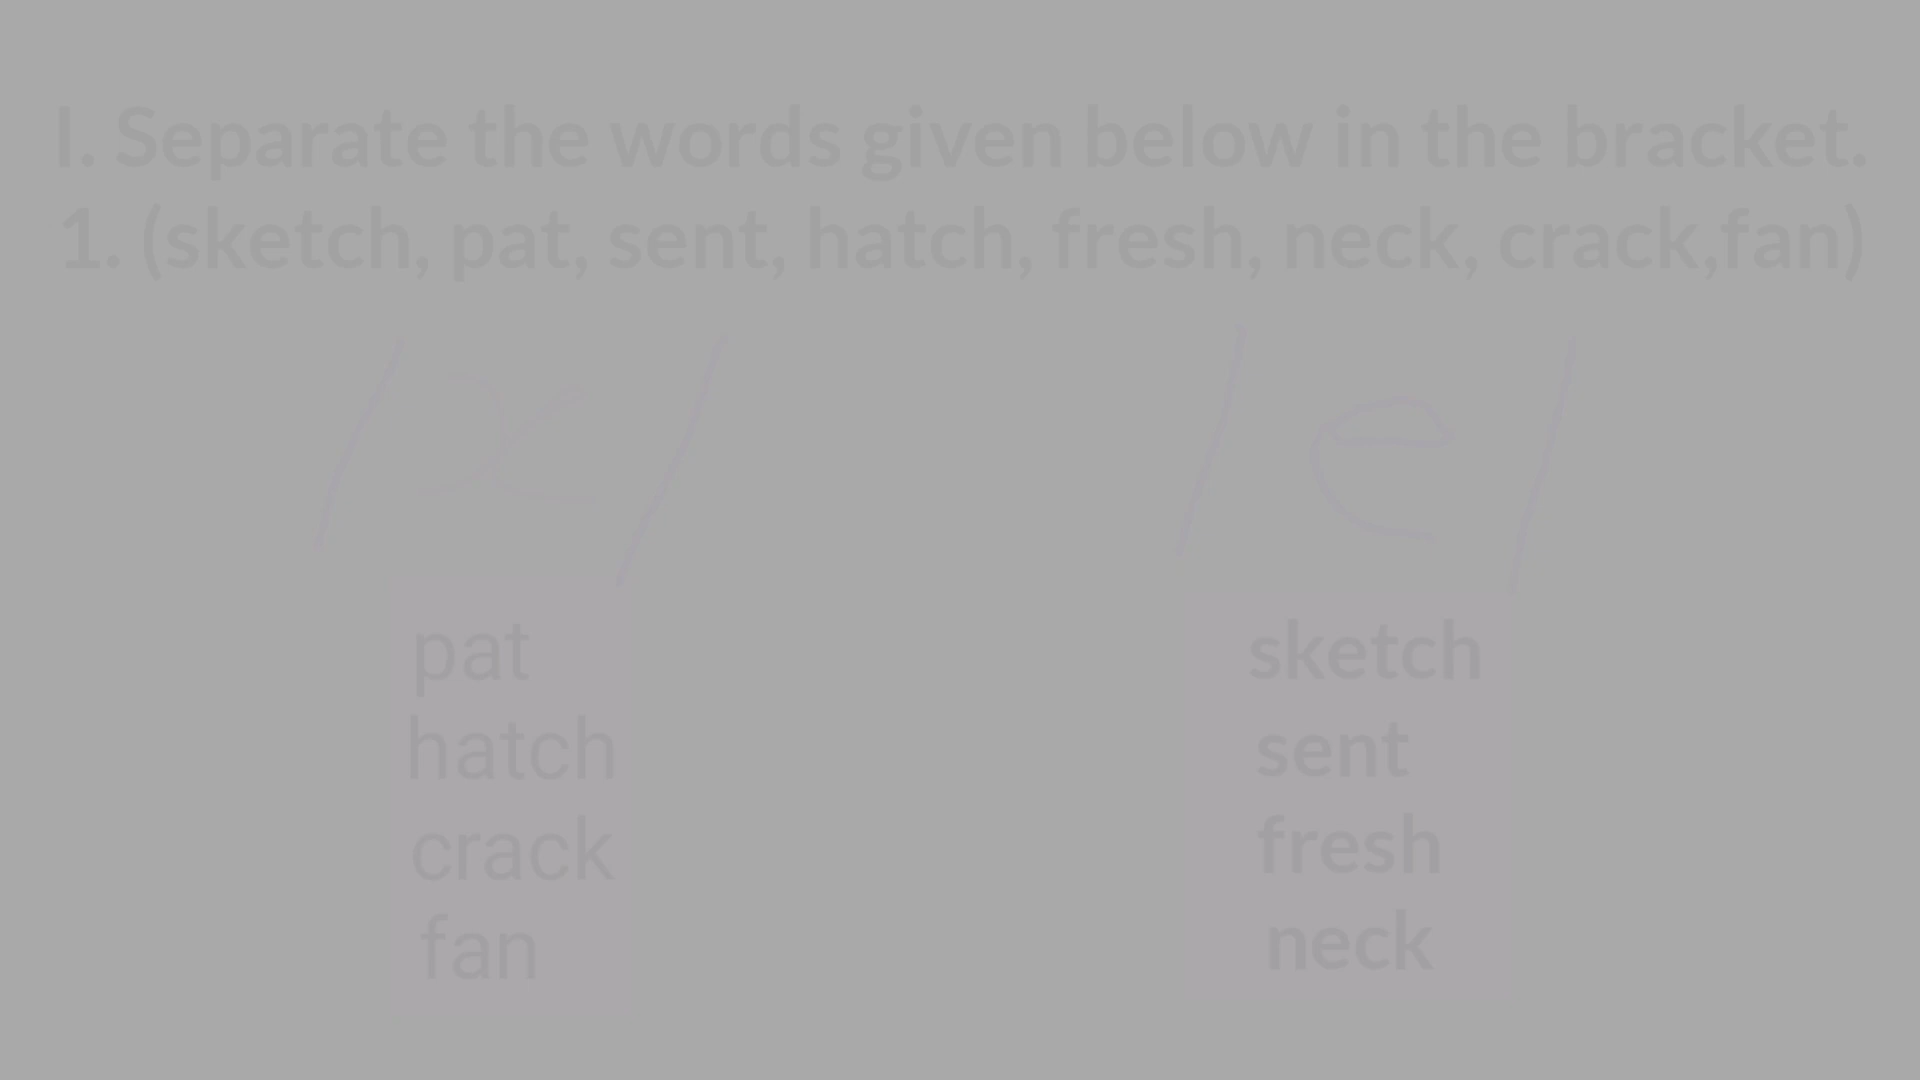 I. Separate the words given below in the bracket.
1. (sketch, pat, sent, hatch, fresh, neck, crack,fan)
/æ/ /e/
pat sketch
hatch sent
crack fresh
fan neck